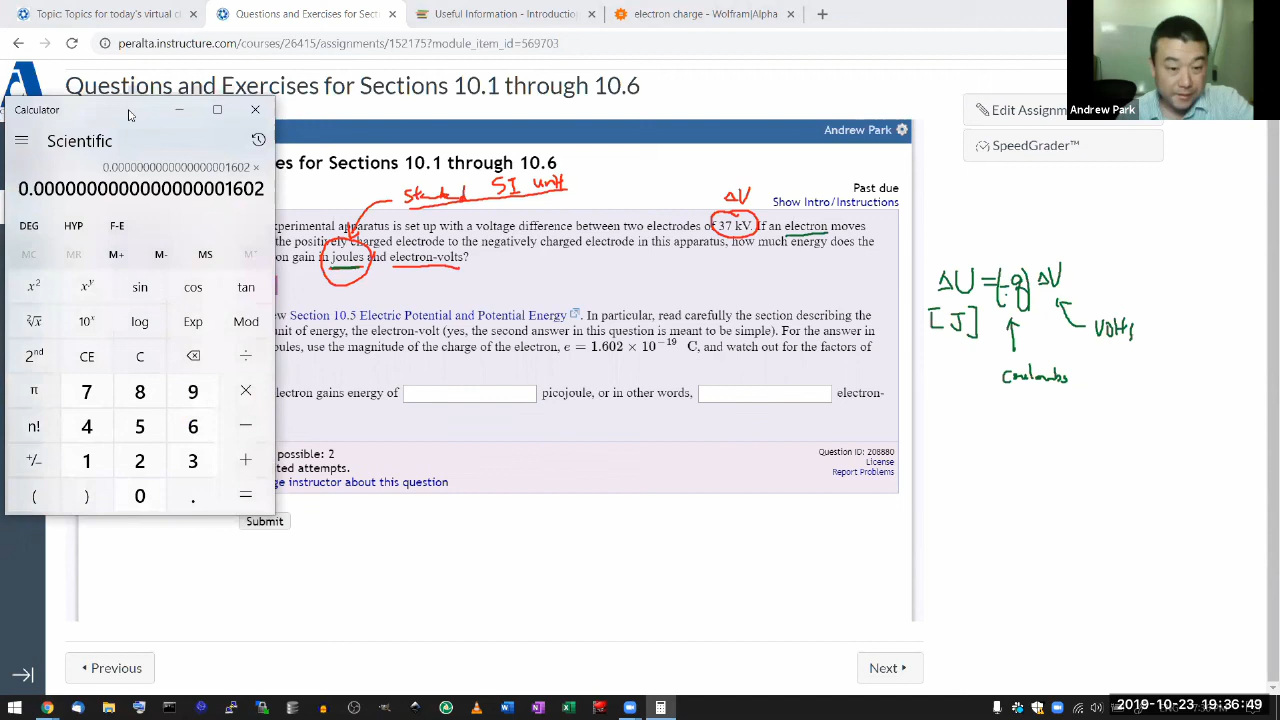 To Do Items for Thursday's cl
Questions and Exercises for Sect
Useful Information - Introduction
electron charge - Wolfram|Alpha
peralta.instructure.com/courses/26415/assignments/152175?module_item_id=569703
Questions and Exercises for Sections 10.1 through 10.6
Andrew Park
Edit Assignm
SpeedGrader™
Calculator
Scientific
0.0000000000000000001602 ×
0.0000000000000000001602
DEG HYP F-E
MC MR M+ M- MS M
x² xʸ sin cos tan
10ˣ log Exp Mod
2ⁿᵈ CE C ÷
π 7 8 9 ×
n! 4 5 6 −
+/− 1 2 3 +
( ) 0 . =
Andrew Park
es for Sections 10.1 through 10.6
Past due
Show Intro/Instructions
standard SI unit
ΔV
xperimental apparatus is set up with a voltage difference between two electrodes of 37 kV. If an electron moves
the positively charged electrode to the negatively charged electrode in this apparatus, how much energy does the
on gain in joules and electron-volts?
w Section 10.5 Electric Potential and Potential Energy. In particular, read carefully the section describing the
unit of energy, the electron-volt (yes, the second answer in this question is meant to be simple). For the answer in
oules, use the magnitude of the charge of the electron, e = 1.602 × 10⁻¹⁹ C, and watch out for the factors of
lectron gains energy of picojoule, or in other words, electron-
possible: 2
ted attempts.
ge instructor about this question
Question ID: 208880
License
Report Problems
Submit
ΔU = (-q) ΔV
[J]
Volts
Coulombs
Previous
Next
2019-10-23 19:36:49